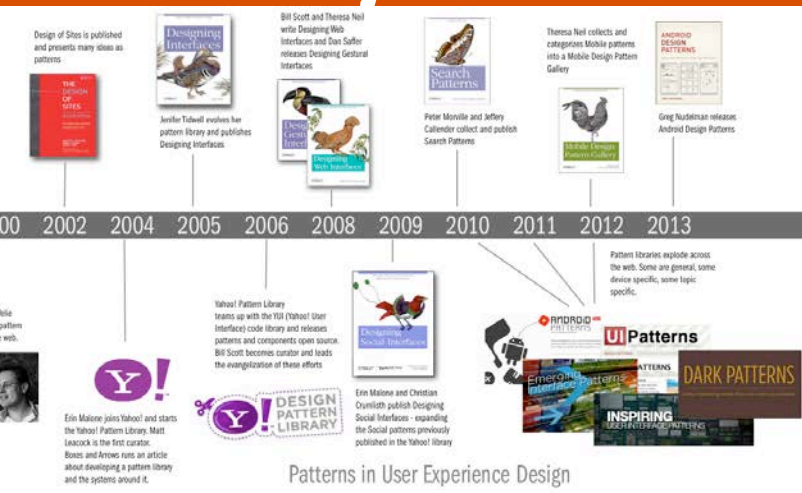 Design of Sites is published
and presents many ideas as
patterns
THE
DESIGN
OF
SITES
Designing
Interfaces
Jenifer Tidwell evolves her
pattern library and publishes
Designing Interfaces
Bill Scott and Theresa Neil
write Designing Web
Interfaces and Dan Saffer
releases Designing Gestural
Interfaces
Designing
Web Interfaces
Search
Patterns
Peter Morville and Jeffery
Callender collect and publish
Search Patterns
Theresa Neil collects and
categorizes Mobile patterns
into a Mobile Design Pattern
Gallery
Mobile Design
Pattern Gallery
ANDROID
DESIGN
PATTERNS
Greg Nudelman releases
Android Design Patterns
00 2002 2004 2005 2006 2008 2009 2010 2011 2012 2013
pattern
web.
Y!
Erin Malone joins Yahoo! and starts
the Yahoo! Pattern Library. Matt
Leacock is the first curator.
Boxes and Arrows run an article
about developing a pattern library
and the systems around it.
Yahoo! Pattern Library
teams up with the YUI (Yahoo! User
Interface) code library and releases
patterns and components open source.
Bill Scott becomes curator and leads
the evangelization of these efforts
Y!
DESIGN
PATTERN
LIBRARY
Designing
Social Interfaces
Erin Malone and Christian
Crumlisth publish Designing
Social Interfaces - expanding
the Social patterns previously
published in the Yahoo! library
Pattern libraries explode across
the web. Some are general, some
device specific, some topic
specific.
ANDROID
PATTERNS
UI Patterns
Emerging
Interface Patterns
ATTERNS
DARK PATTERNS
INSPIRING
USER INTERFACE PATTERNS
Patterns in User Experience Design